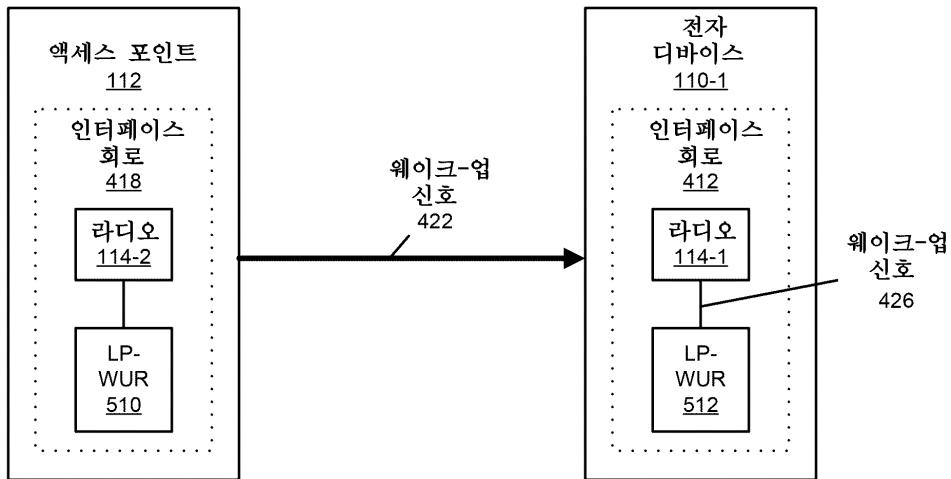 액세스 포인트
112
인터페이스
회로
418
라디오
114-2
LP-
WUR
510
웨이크-업
신호
422
전자
디바이스
110-1
인터페이스
회로
412
라디오
114-1
LP-
WUR
512
웨이크-업
신호
426